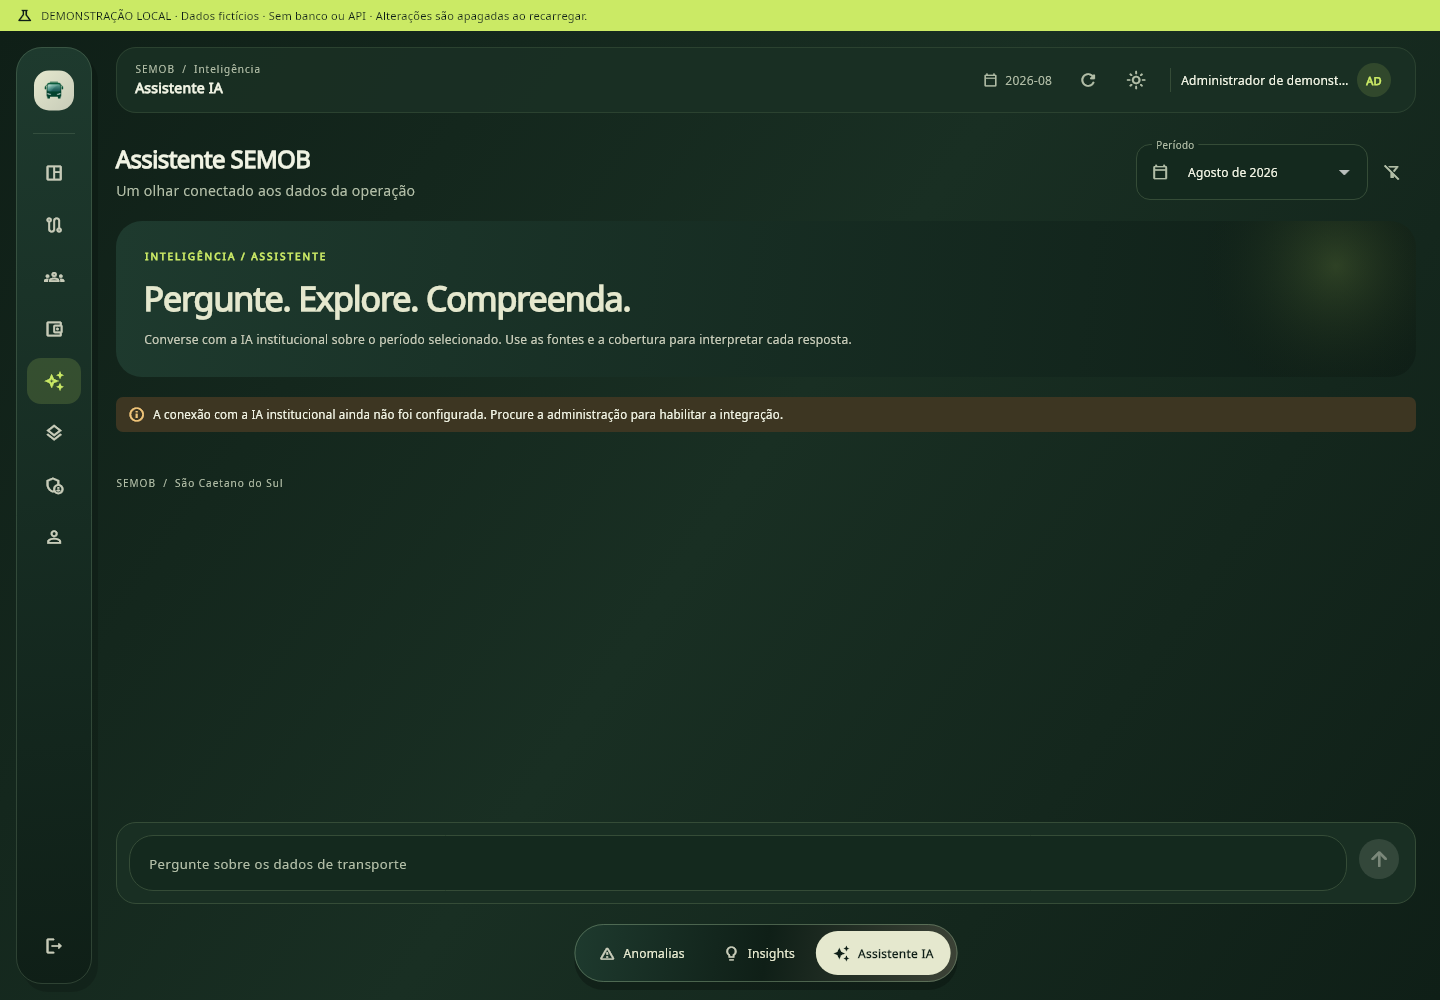 DEMONSTRAÇÃO LOCAL · Dados fictícios · Sem banco ou API · Alterações são apagadas ao recarregar.
SEMOB / Inteligência
Assistente IA
2026-08
Administrador de demonst...
AD
Assistente SEMOB
Um olhar conectado aos dados da operação
Período
Agosto de 2026
INTELIGÊNCIA / ASSISTENTE
Pergunte. Explore. Compreenda.
Converse com a IA institucional sobre o período selecionado. Use as fontes e a cobertura para interpretar cada resposta.
A conexão com a IA institucional ainda não foi configurada. Procure a administração para habilitar a integração.
SEMOB / São Caetano do Sul
Pergunte sobre os dados de transporte
Anomalias
Insights
Assistente IA